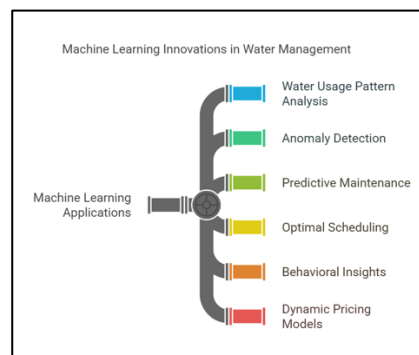 Machine Learning Innovations in Water Management
Water Usage Pattern
Analysis
Anomaly Detection
Machine Learning
Applications
Predictive Maintenance
Optimal Scheduling
Behavioral Insights
Dynamic Pricing
Models